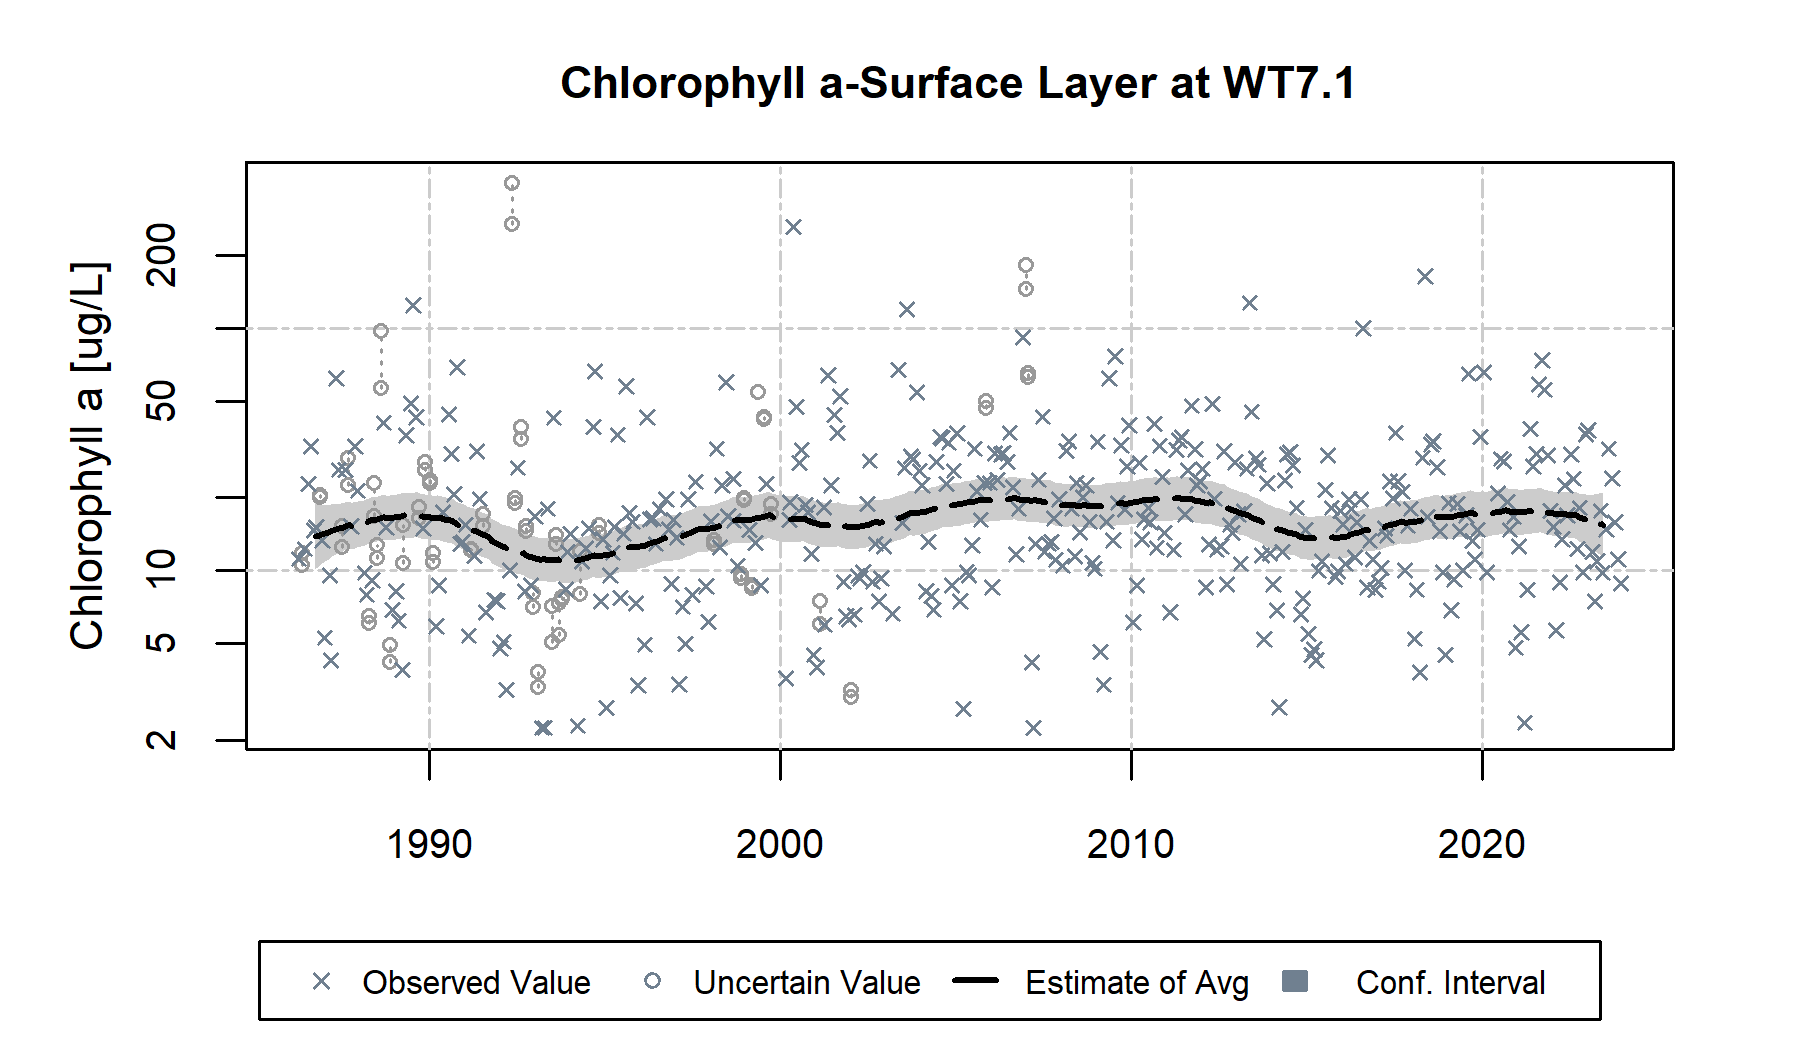 Chlorophyll a-Surface Layer at WT7.1
Chlorophyll a [ug/L]
200
50
10
5
2
1990 2000 2010 2020
Observed Value Uncertain Value Estimate of Avg Conf. Interval